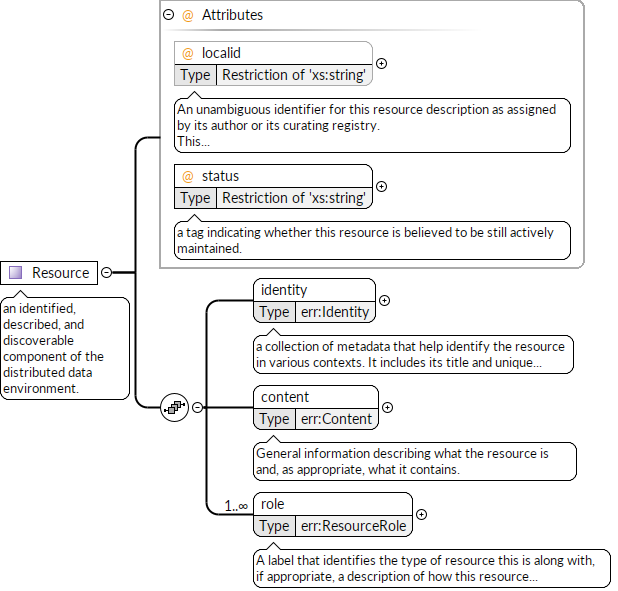 @ Attributes
@ localid
Type Restriction of 'xs:string'
An unambiguous identifier for this resource description as assigned
by its author or its curating registry.
This...
@ status
Type Restriction of 'xs:string'
a tag indicating whether this resource is believed to be still actively
maintained.
Resource
an identified,
described, and
discoverable
component of the
distributed data
environment.
identity
Type err:Identity
a collection of metadata that help identify the resource
in various contexts. It includes its title and unique...
content
Type err:Content
General information describing what the resource is
and, as appropriate, what it contains.
1..∞
role
Type err:ResourceRole
A label that identifies the type of resource this is along with,
if appropriate, a description of how this resource...